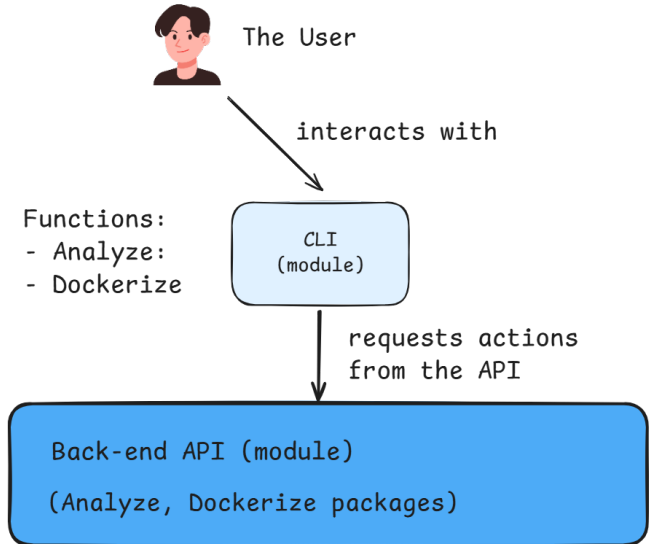 The User
interacts with
Functions:
- Analyze:
- Dockerize
CLI
(module)
requests actions
from the API
Back-end API (module)
(Analyze, Dockerize packages)